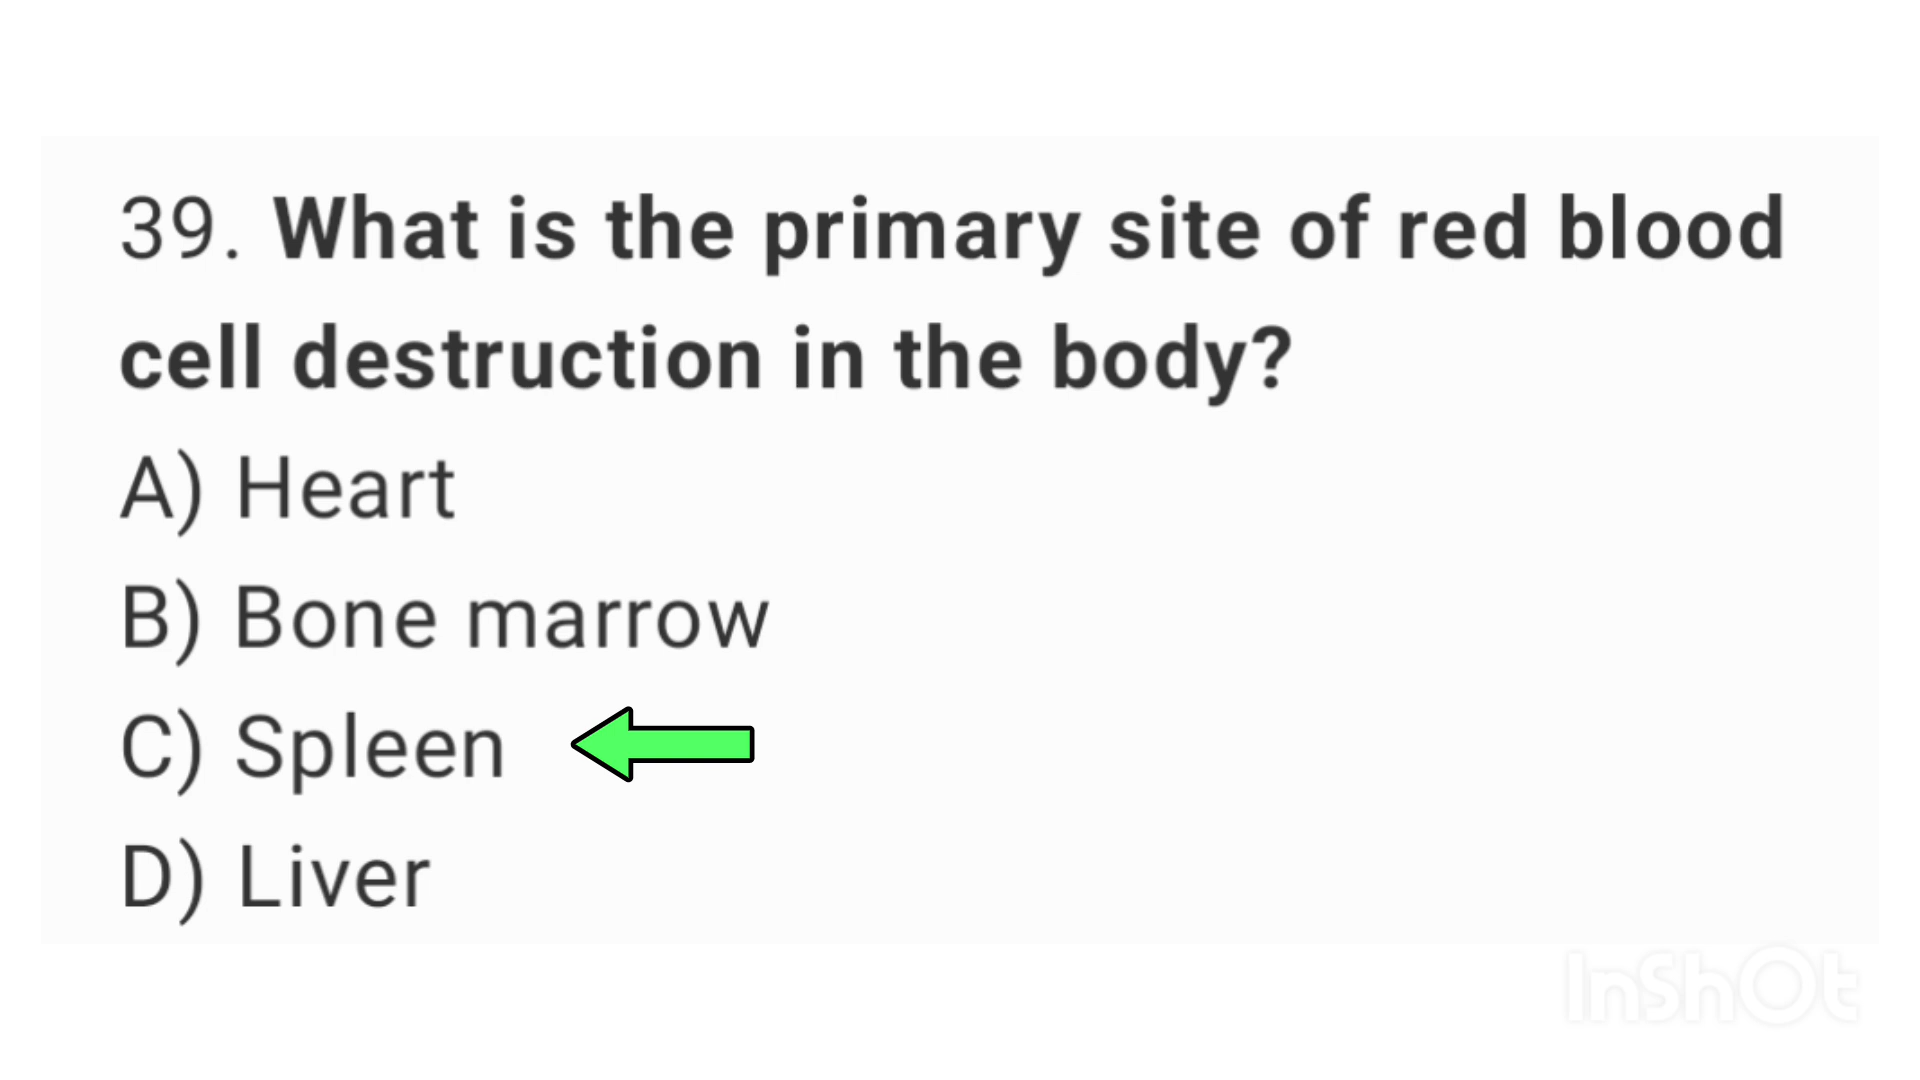 39. What is the primary site of red blood
cell destruction in the body?
A) Heart
B) Bone marrow
C) Spleen
D) Liver
InShOt